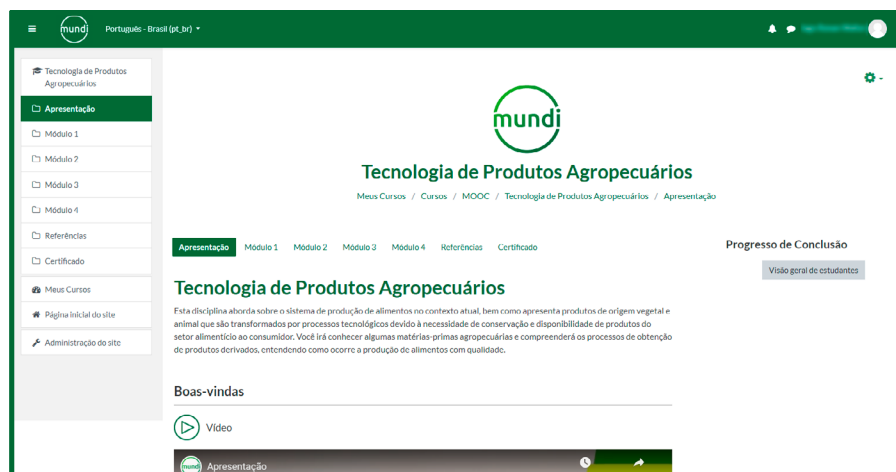 mundi
Português - Brasil (pt_br)
Tecnologia de Produtos
Agropecuários
Apresentação
Módulo 1
Módulo 2
Módulo 3
Módulo 4
Referências
Certificado
Meus Cursos
Página inicial do site
Administração do site
mundi
Tecnologia de Produtos Agropecuários
Meus Cursos / Cursos / MOOC / Tecnologia de Produtos Agropecuários / Apresentação
Apresentação Módulo 1 Módulo 2 Módulo 3 Módulo 4 Referências Certificado
Progresso de Conclusão
Visão geral de estudantes
Tecnologia de Produtos Agropecuários
Esta disciplina aborda sobre o sistema de produção de alimentos no contexto atual, bem como apresenta produtos de origem vegetal e
animal que são transformados por processos tecnológicos devido à necessidade de conservação e disponibilidade de produtos do
setor alimentício ao consumidor. Você irá conhecer algumas matérias-primas agropecuárias e compreenderá os processos de obtenção
de produtos derivados, entendendo como ocorre a produção de alimentos com qualidade.
Boas-vindas
Vídeo
mundi
Apresentação